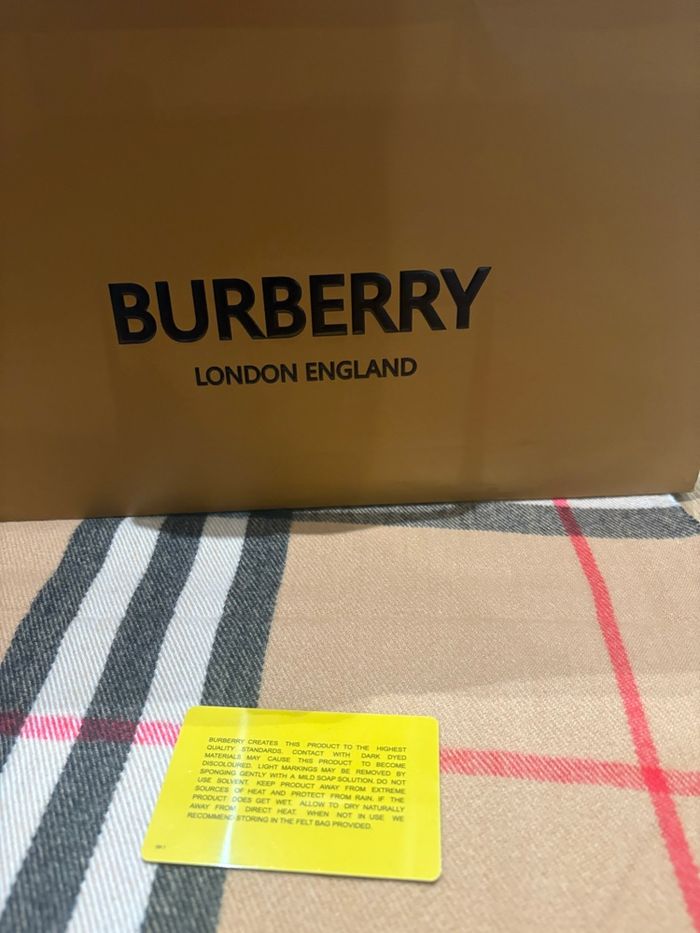 BURBERRY
LONDON ENGLAND
BURBERRY CREATES THIS PRODUCT TO THE HIGHEST
QUALITY STANDARDS. CONTACT WITH DARK DYED
MATERIALS MAY CAUSE THIS PRODUCT TO BECOME
DISCOLOURED. LIGHT MARKINGS MAY BE REMOVED BY
SPONGING GENTLY WITH A MILD SOAP SOLUTION. DO NOT
USE SOLVENT. KEEP PRODUCT AWAY FROM EXTREME
SOURCES OF HEAT AND PROTECT FROM RAIN. IF THE
PRODUCT DOES GET WET, ALLOW TO DRY NATURALLY
AWAY FROM DIRECT HEAT. WHEN NOT IN USE WE
RECOMMEND STORING IN THE FELT BAG PROVIDED.